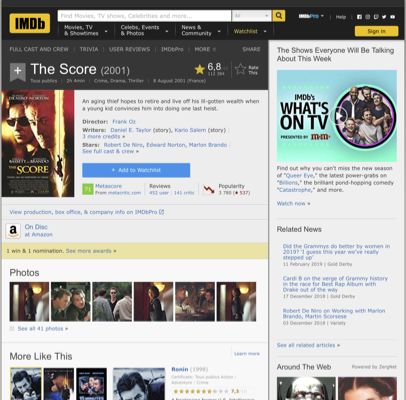 IMDb
Find Movies, TV shows, Celebrities and more...
All
IMDbPro
Help
Movies, TV
& Showtimes
Celebs, Events
& Photos
News &
Community
Watchlist
Sign in
FULL CAST AND CREW
TRIVIA
USER REVIEWS
IMDbPro
MORE
SHARE
The Score (2001)
Tous publics | 2h 4min | Crime, Drama, Thriller | 8 August 2001 (France)
6,8
Rate
This
An aging thief hopes to retire and live off his ill-gotten wealth when
a young kid convinces him into doing one last heist.
Director: Frank Oz
Writers: Daniel E. Taylor (story), Kario Salem (story)
3 more credits »
Stars: Robert De Niro, Edward Norton, Marlon Brando
See full cast & crew »
THE
SCORE
+ Add to Watchlist
71
Metascore
From metacritic.com
Reviews
452 user | 141 critic
Popularity
3 780 (537)
View production, box office, & company info on IMDbPro
On Disc
at Amazon
1 win & 1 nomination. See more awards »
Photos
See all 41 photos »
More Like This
Learn more
Ronin (1998)
Action | Adventure | Crime
7,3
The Shows Everyone Will Be Talking
About This Week
IMDb's
WHAT'S
ON TV
PRESENTED BY
Find out why you can't miss the new season
of "Queer Eye," the latest power-grabs on
"Billions," the brilliant pond-hopping comedy
"Catastrophe," and more.
Watch now »
Related News
Did the Grammys do better by women in
2019? 'I guess this year we've really
stepped up'
11 February 2019 | Gold Derby
Cardi B on the verge of Grammy history
in the race for Best Rap Album with
Drake out of the way
17 December 2018 | Gold Derby
Robert De Niro on Working with Marlon
Brando, Martin Scorsese
03 December 2018 | Variety
See all related articles »
Around The Web
Powered by ZergNet